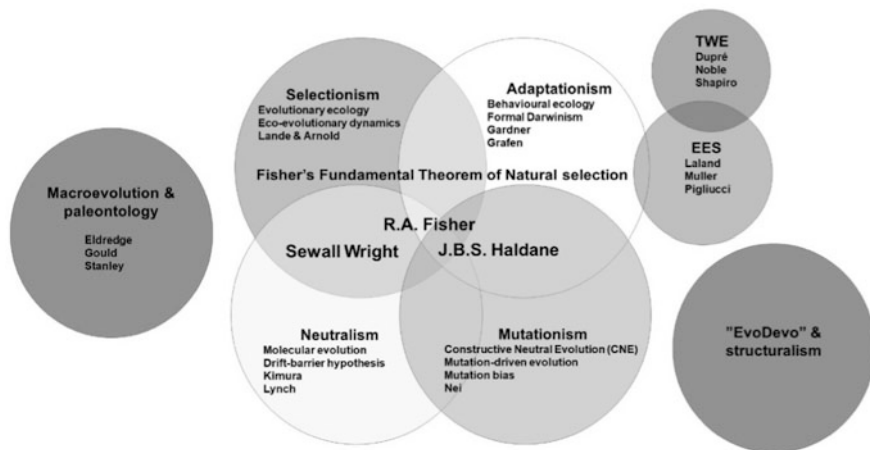 TWE
Dupré
Noble
Shapiro
Selectionism
Evolutionary ecology
Eco-evolutionary dynamics
Lande & Arnold
Adaptationism
Behavioural ecology
Formal Darwinism
Gardner
Grafen
EES
Laland
Muller
Pigliucci
Fisher's Fundamental Theorem of Natural selection
Macroevolution &
paleontology
Eldredge
Gould
Stanley
R.A. Fisher
Sewall Wright
J.B.S. Haldane
Neutralism
Molecular evolution
Drift-barrier hypothesis
Kimura
Lynch
Mutationism
Constructive Neutral Evolution (CNE)
Mutation-driven evolution
Mutation bias
Nei
"EvoDevo" &
structuralism